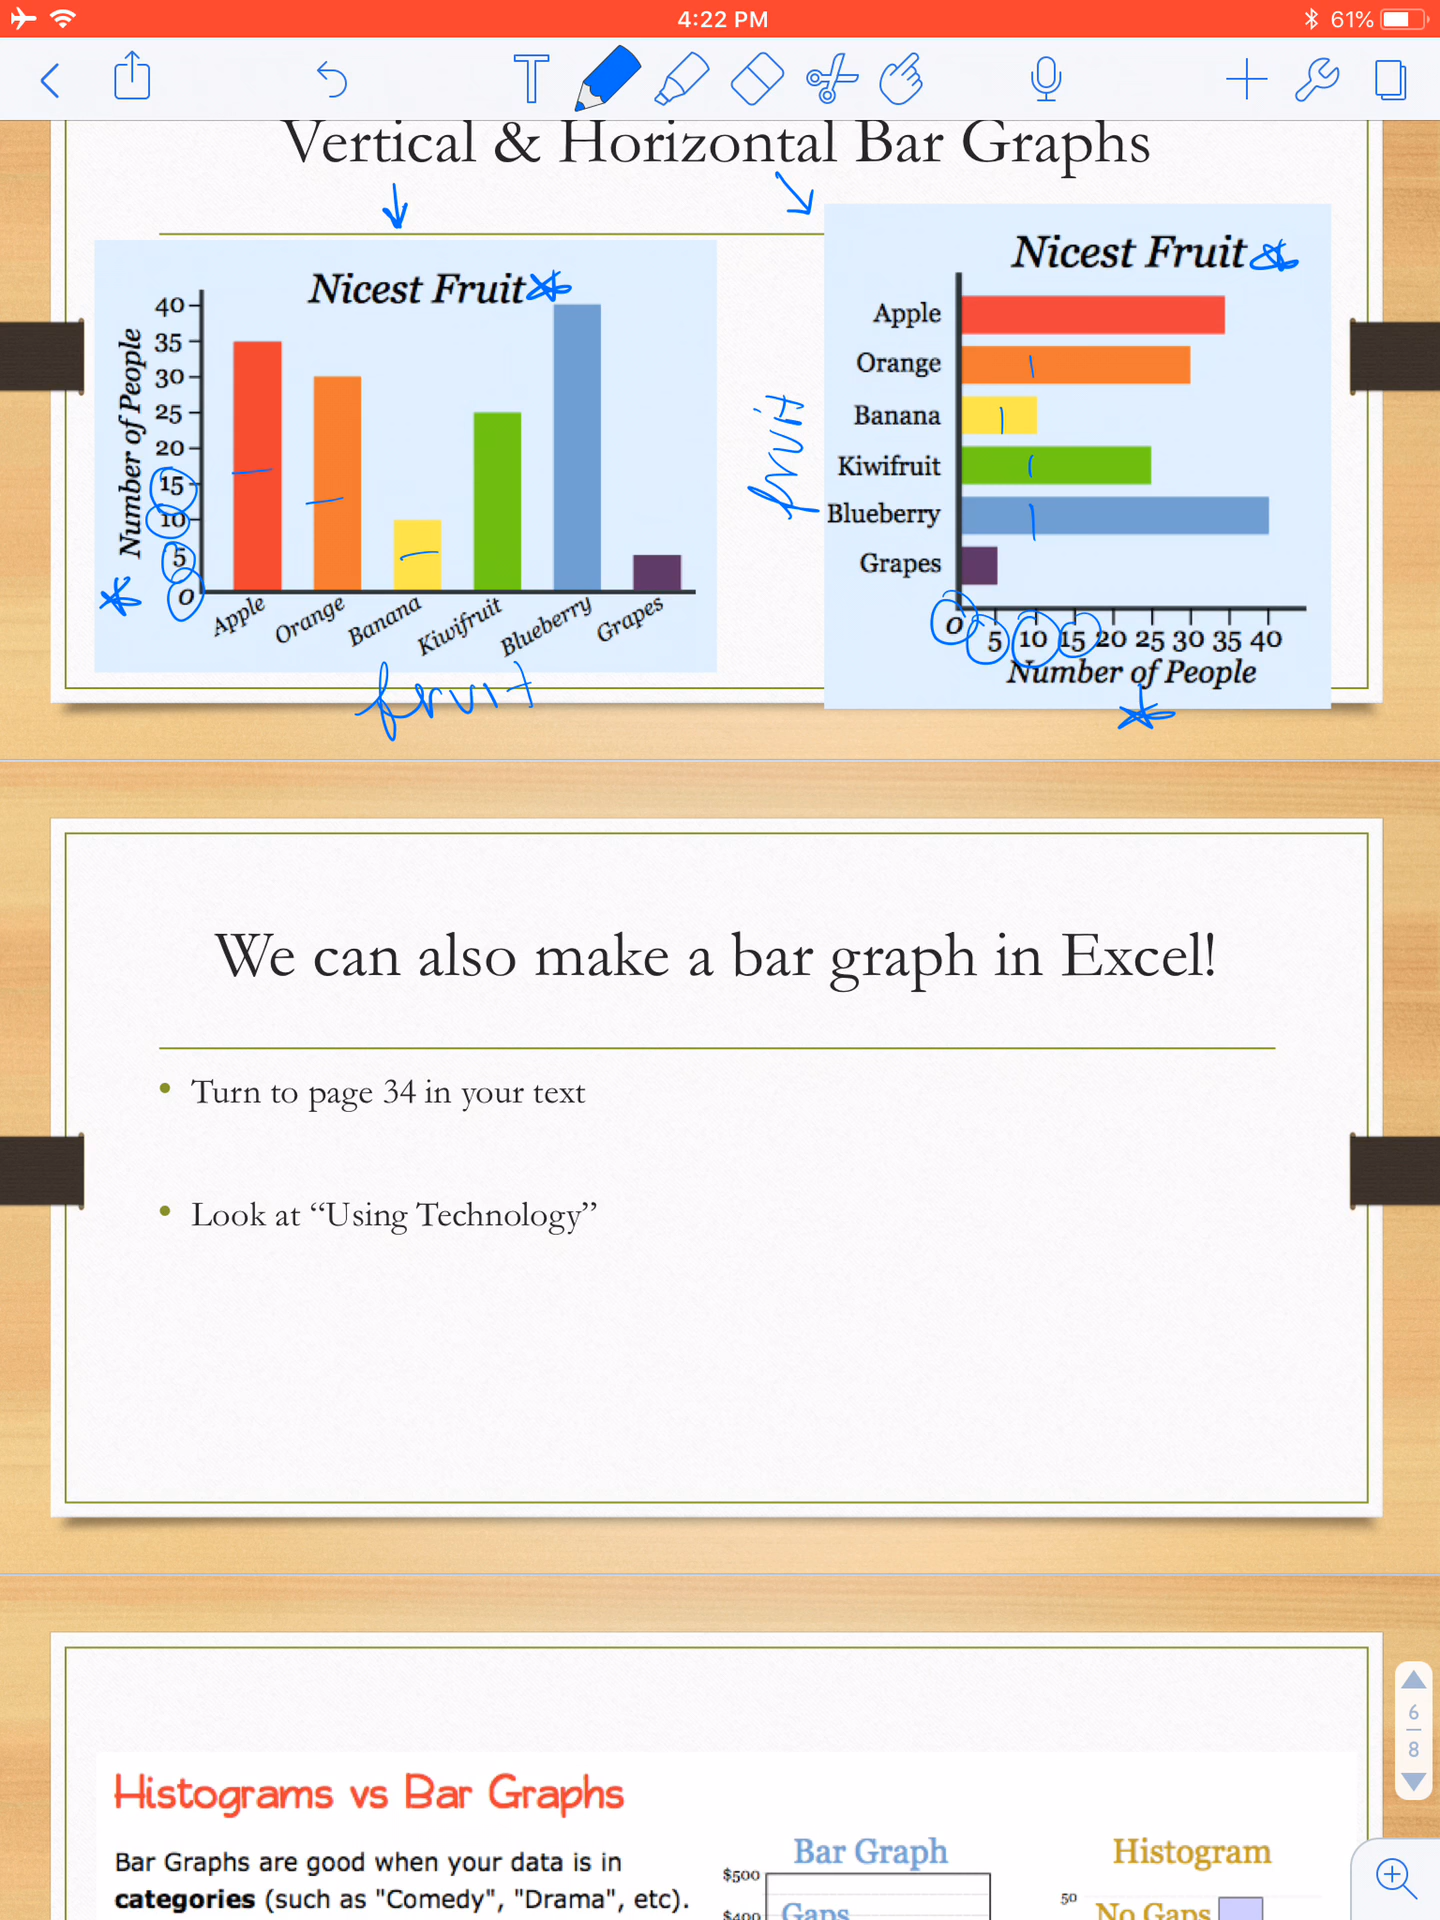 4:22 PM
61%
T
Vertical & Horizontal Bar Graphs
Nicest Fruit
Number of People
40
35
30
25
20
15
10
5
0
Apple
Orange
Banana
Kiwifruit
Blueberry
Grapes
fruit
Nicest Fruit
fruit
Apple
Orange
Banana
Kiwifruit
Blueberry
Grapes
0 5 10 15 20 25 30 35 40
Number of People
We can also make a bar graph in Excel!
• Turn to page 34 in your text
• Look at “Using Technology”
6
8
Histograms vs Bar Graphs
Bar Graphs are good when your data is in
categories (such as "Comedy", "Drama", etc).
Bar Graph
$500
$400
Gaps
Histogram
50
No Gaps